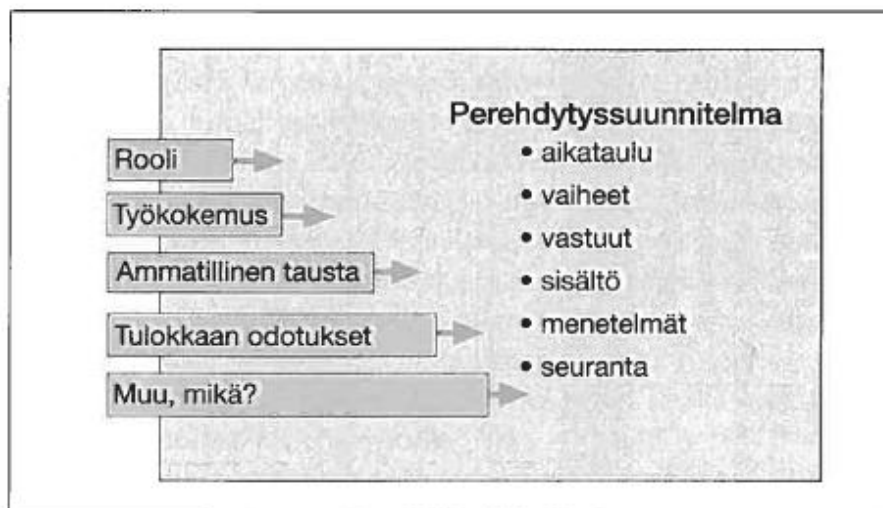 Rooli
Työkokemus
Ammatillinen tausta
Tulokkaan odotukset
Muu, mikä?
Perehdytyssuunnitelma
• aikataulu
• vaiheet
• vastuut
• sisältö
• menetelmät
• seuranta